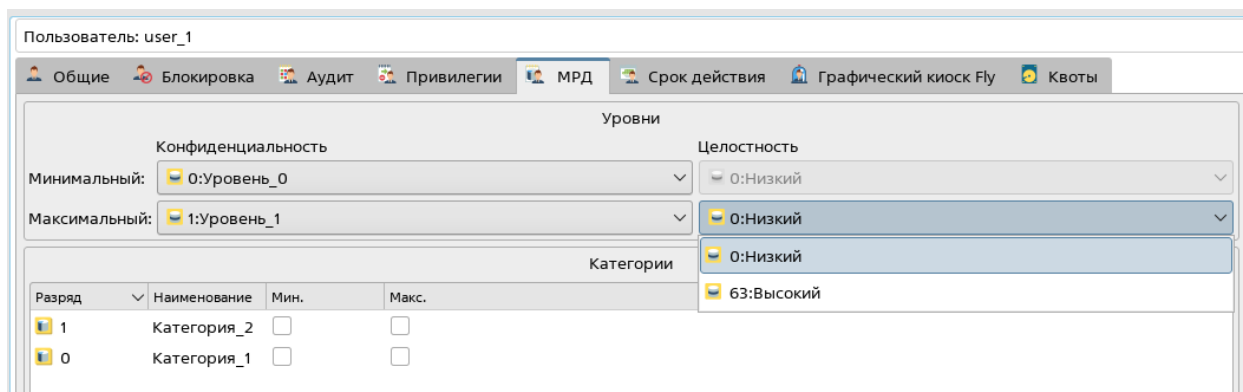 Пользователь: user_1
Общие Блокировка Аудит Привилегии МРД Срок действия Графический киоск Fly Квоты
Уровни
Конфиденциальность Целостность
Минимальный: 0:Уровень_0 0:Низкий
Максимальный: 1:Уровень_1 0:Низкий
0:Низкий
Категории
63:Высокий
Разряд Наименование Мин. Макс.
1 Категория_2
0 Категория_1